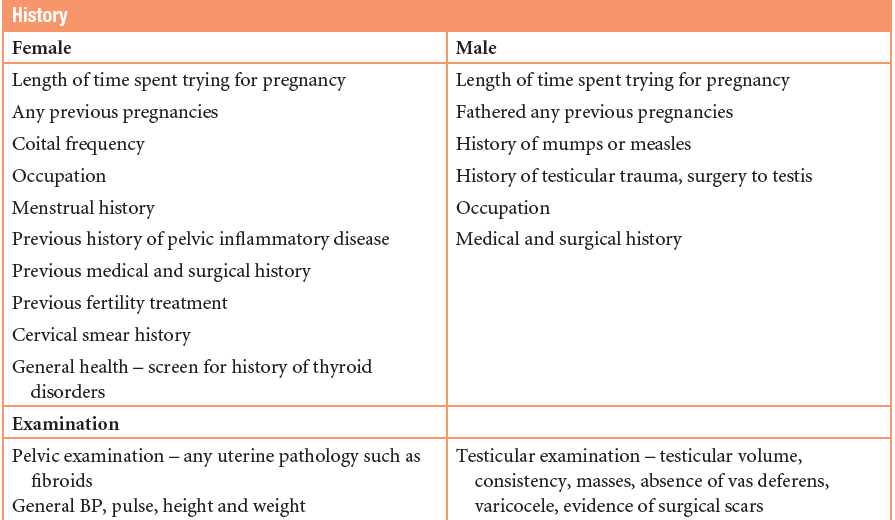 History
Female
Male
Length of time spent trying for pregnancy
Any previous pregnancies
Coital frequency
Occupation
Menstrual history
Previous history of pelvic inflammatory disease
Previous medical and surgical history
Previous fertility treatment
Cervical smear history
General health – screen for history of thyroid
disorders
Length of time spent trying for pregnancy
Fathered any previous pregnancies
History of mumps or measles
History of testicular trauma, surgery to testis
Occupation
Medical and surgical history
Examination
Pelvic examination – any uterine pathology such as
fibroids
General BP, pulse, height and weight
Testicular examination – testicular volume,
consistency, masses, absence of vas deferens,
varicocele, evidence of surgical scars